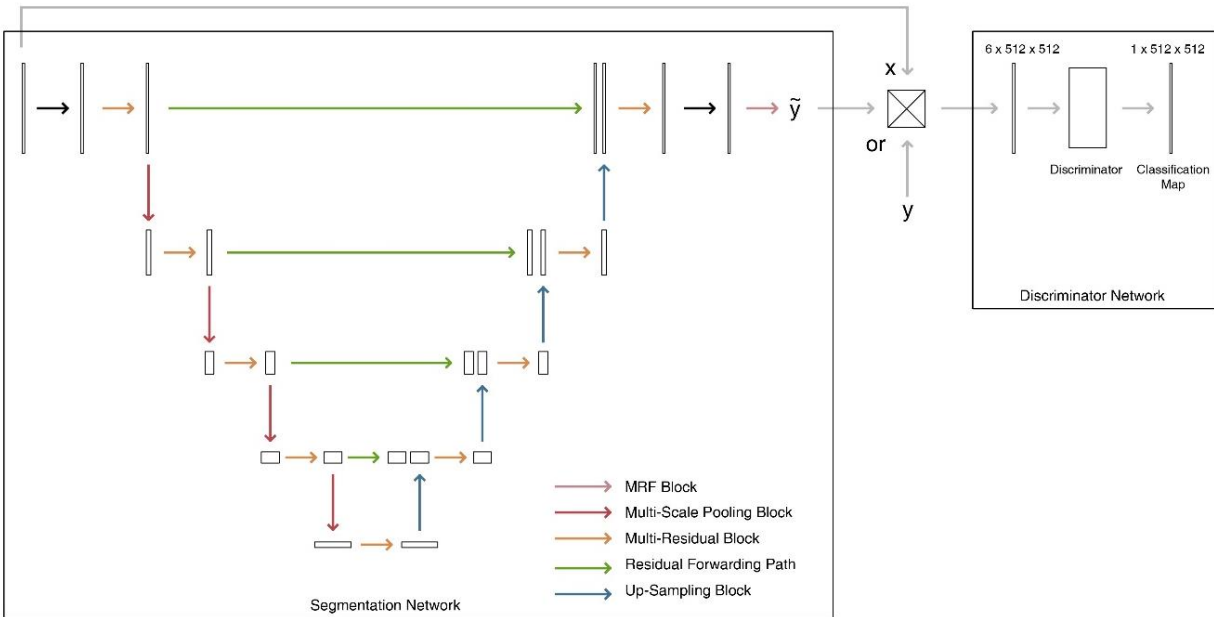 6 x 512 x 512
1 x 512 x 512
x
ỹ
or
y
Discriminator
Classification
Map
Discriminator Network
MRF Block
Multi-Scale Pooling Block
Multi-Residual Block
Residual Forwarding Path
Up-Sampling Block
Segmentation Network